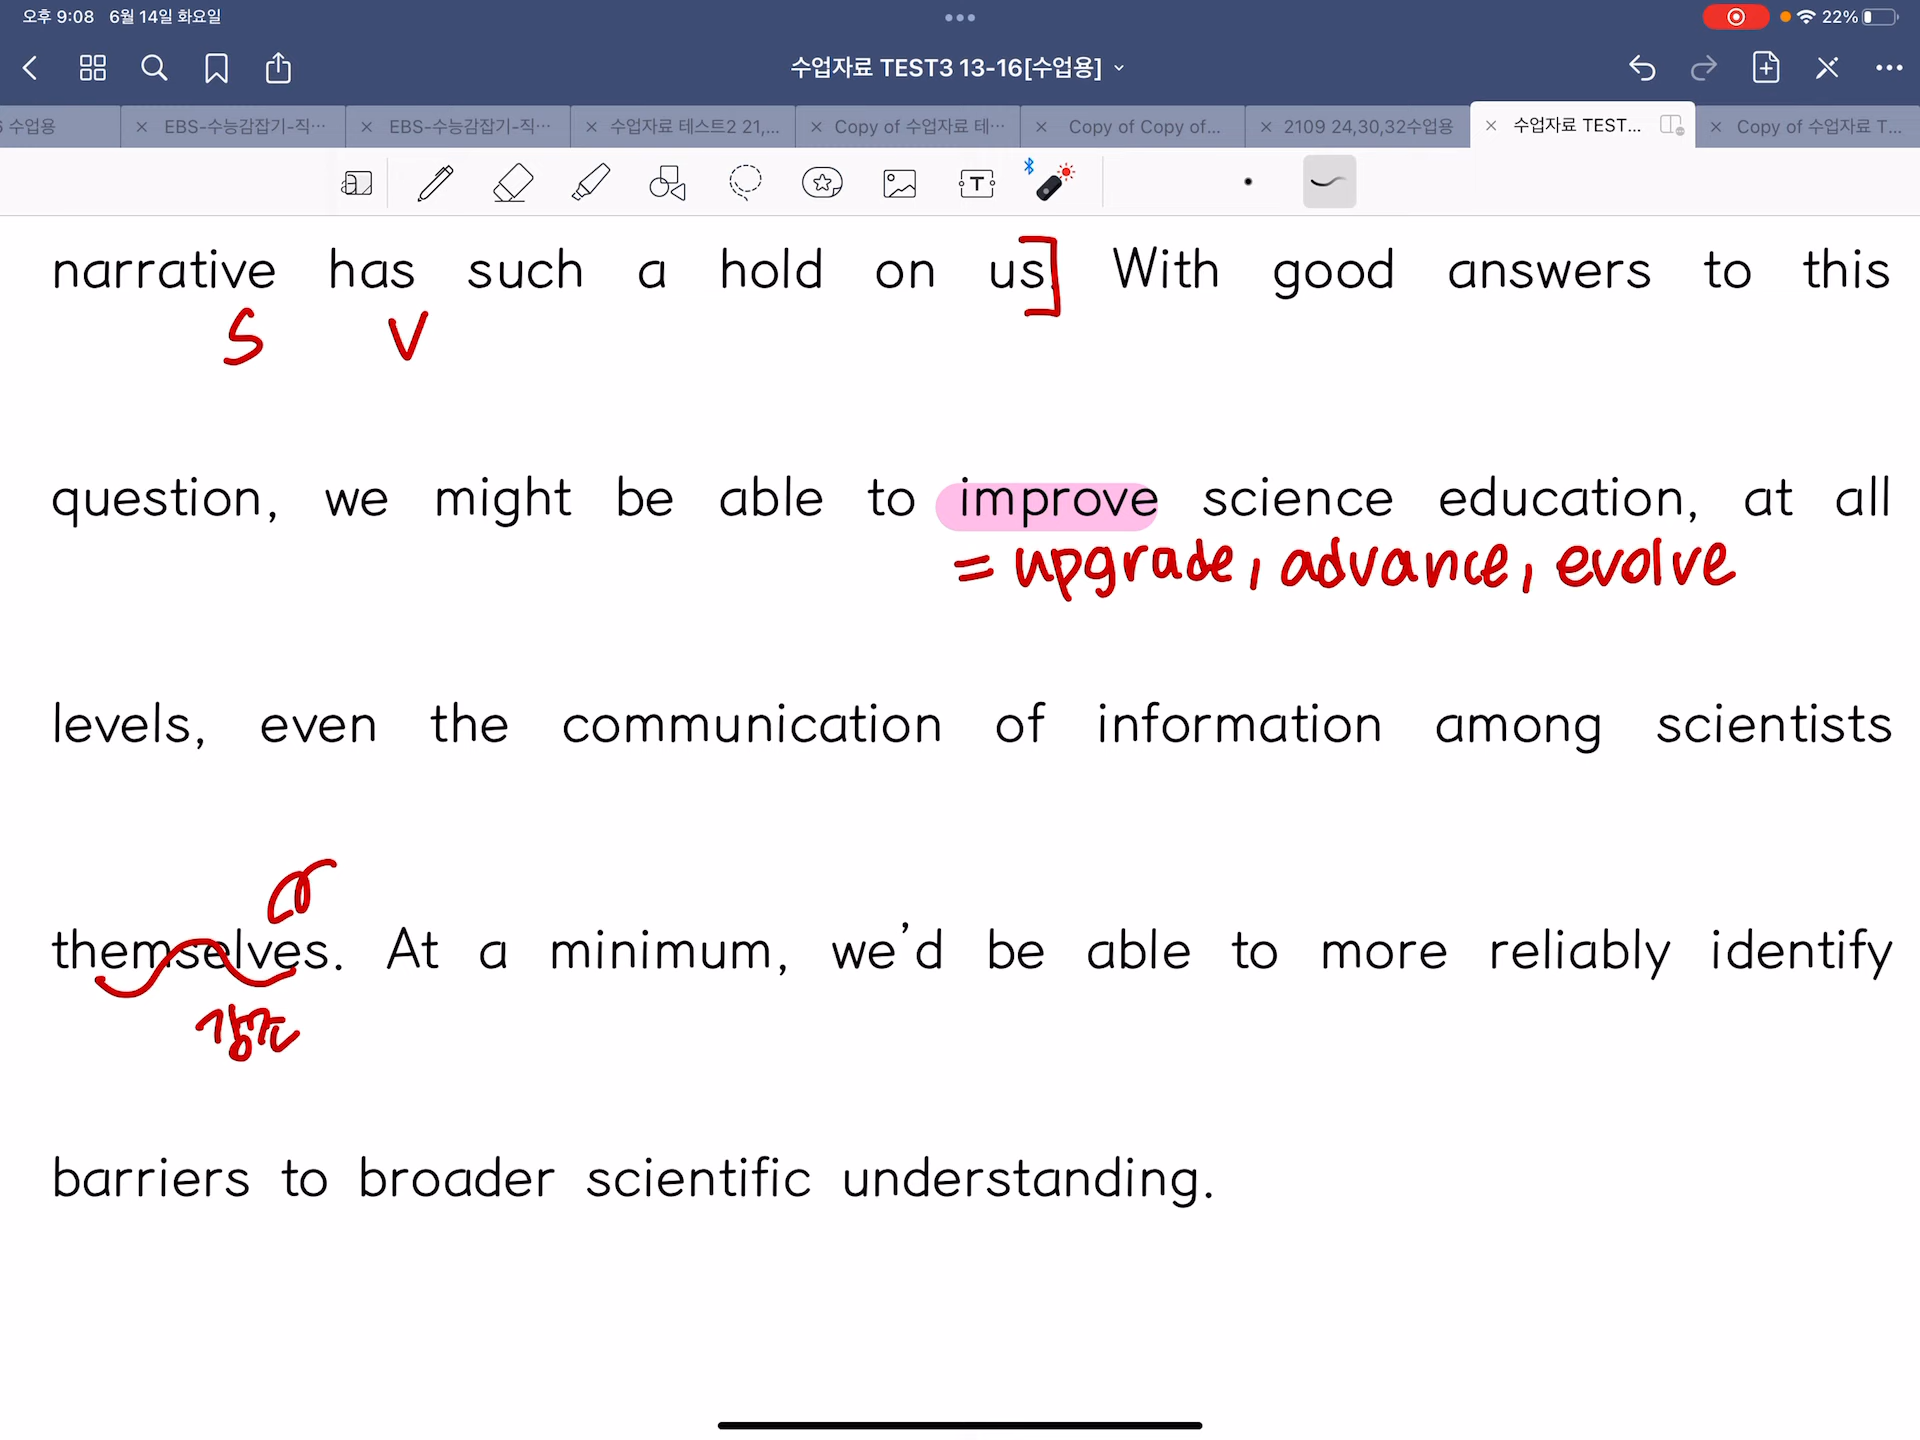 오후 9:08 6월 14일 화요일
22%
수업자료 TEST3 13-16[수업용]
6 수업용
EBS-수능감잡기-직…
EBS-수능감잡기-직…
수업자료 테스트2 21,...
Copy of 수업자료 테…
Copy of Copy of...
2109 24,30,32수업용
수업자료 TEST...
Copy of 수업자료 T...
narrative has such a hold on us. With good answers to this
S V
question, we might be able to improve science education, at all
= upgrade, advance, evolve
levels, even the communication of information among scientists
themselves. At a minimum, we'd be able to more reliably identify
강조
barriers to broader scientific understanding.